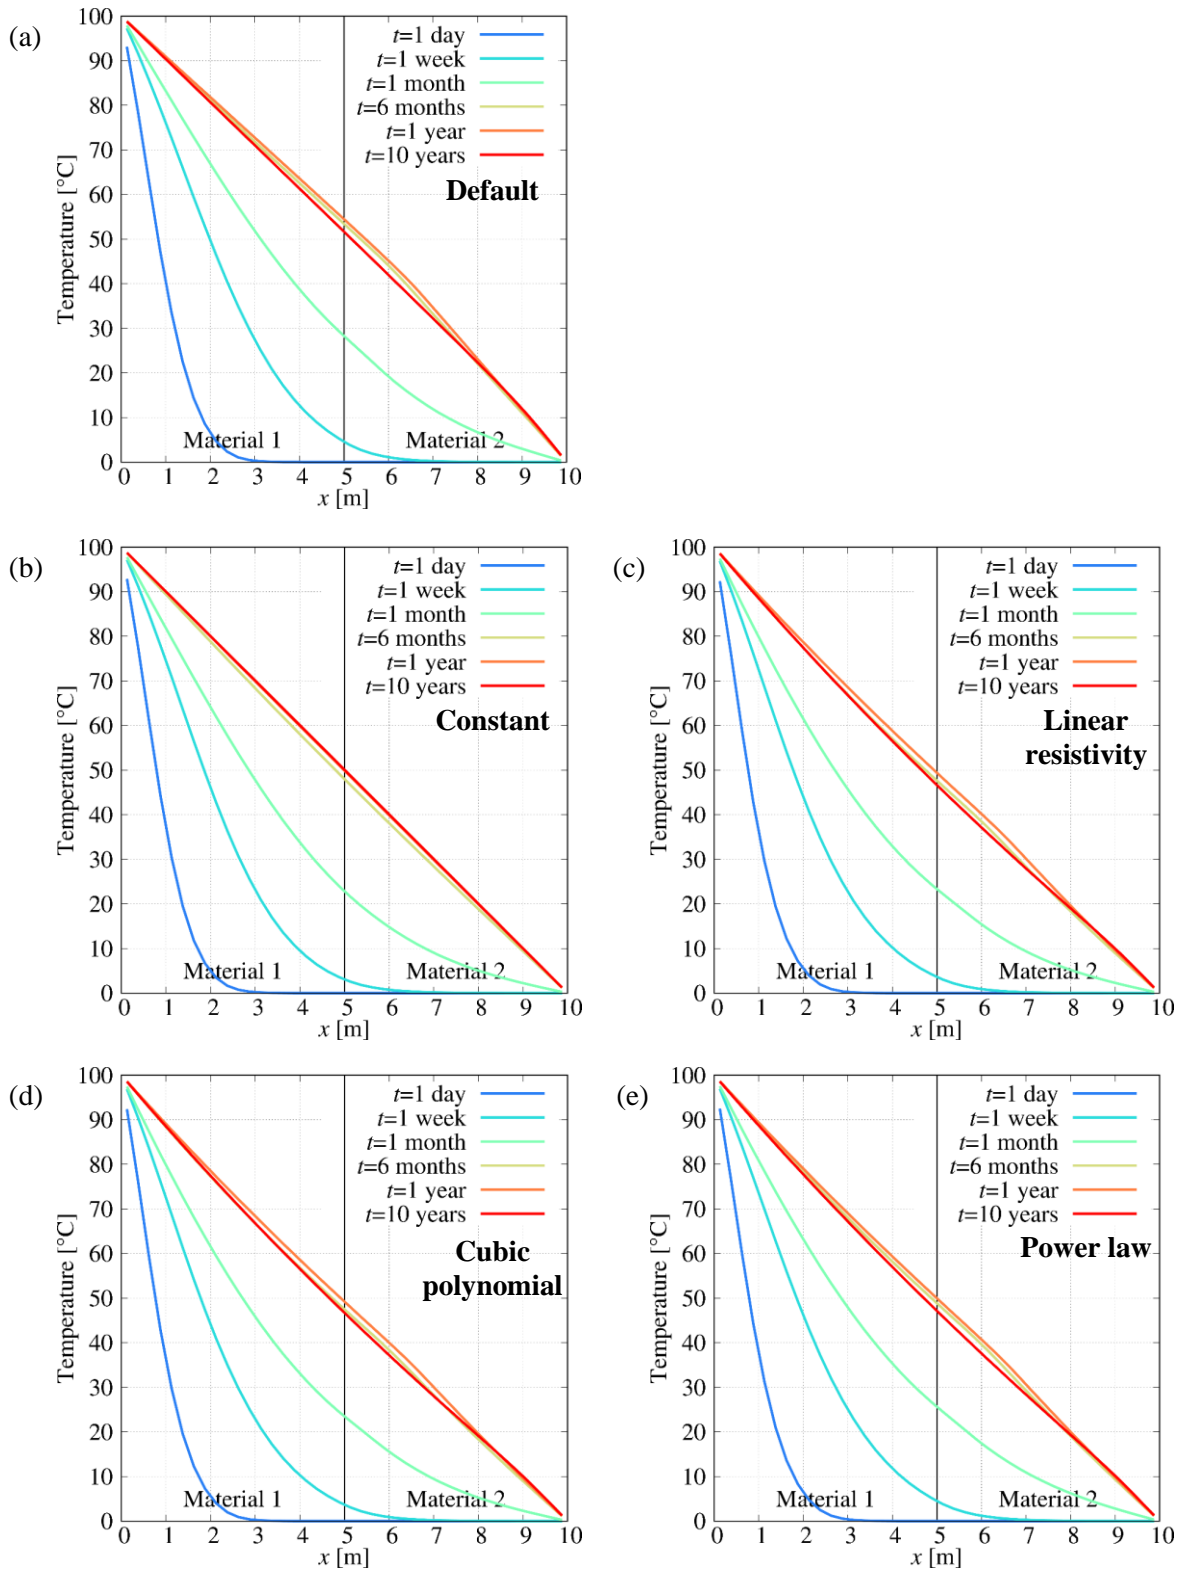 (a)
Temperature [°C]
100
90
80
70
60
50
40
30
20
10
0
t=1 day
t=1 week
t=1 month
t=6 months
t=1 year
t=10 years
Default
Material 1
Material 2
0 1 2 3 4 5 6 7 8 9 10
x [m]
(b)
Temperature [°C]
100
90
80
70
60
50
40
30
20
10
0
t=1 day
t=1 week
t=1 month
t=6 months
t=1 year
t=10 years
Constant
Material 1
Material 2
0 1 2 3 4 5 6 7 8 9 10
x [m]
(c)
Temperature [°C]
100
90
80
70
60
50
40
30
20
10
0
t=1 day
t=1 week
t=1 month
t=6 months
t=1 year
t=10 years
Linear
resistivity
Material 1
Material 2
0 1 2 3 4 5 6 7 8 9 10
x [m]
(d)
Temperature [°C]
100
90
80
70
60
50
40
30
20
10
0
t=1 day
t=1 week
t=1 month
t=6 months
t=1 year
t=10 years
Cubic
polynomial
Material 1
Material 2
0 1 2 3 4 5 6 7 8 9 10
x [m]
(e)
Temperature [°C]
100
90
80
70
60
50
40
30
20
10
0
t=1 day
t=1 week
t=1 month
t=6 months
t=1 year
t=10 years
Power law
Material 1
Material 2
0 1 2 3 4 5 6 7 8 9 10
x [m]